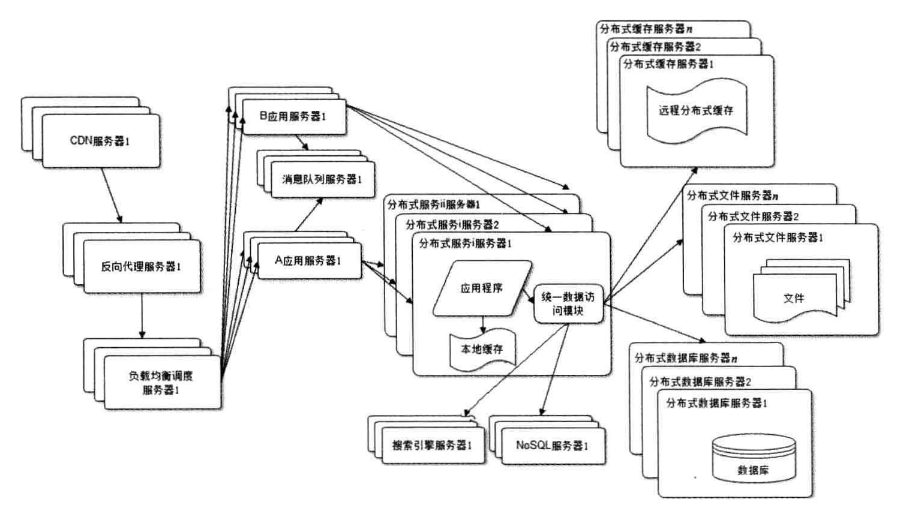 CDN服务器1
反向代理服务器1
负载均衡调度
服务器1
B应用服务器1
消息队列服务器1
A应用服务器1
分布式服务ii服务器1
分布式服务i服务器2
分布式服务i服务器1
应用程序
本地缓存
统一数据访
问模块
搜索引擎服务器1
NoSQL服务器1
分布式缓存服务器n
分布式缓存服务器2
分布式缓存服务器1
远程分布式缓存
分布式文件服务器n
分布式文件服务器2
分布式文件服务器1
文件
分布式数据库服务器n
分布式数据库服务器2
分布式数据库服务器1
数据库